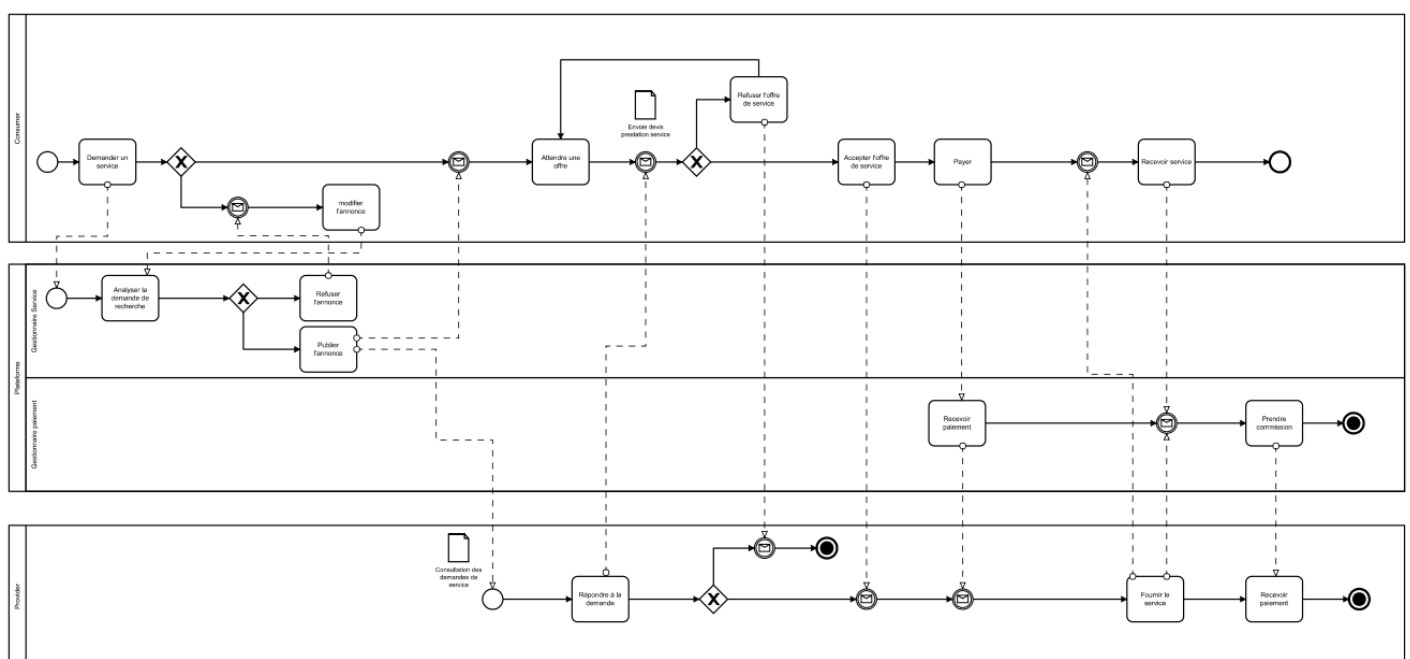 Consumer
Refuser l'offre
de service
Envoie devis
prestation service
Demander un
service
Attendre une
offre
Accepter l'offre
de service
Payer
Recevoir service
modifier
l'annonce
Plateforme
Gestionnaire Service
Analyser la
demande de
recherche
Refuser
l'annonce
Publier
l'annonce
Gestionnaire paiement
Recevoir
paiement
Prendre
commission
Provider
Consultation des
demandes de
service
Répondre à la
demande
Fournir le
service
Recevoir
paiement